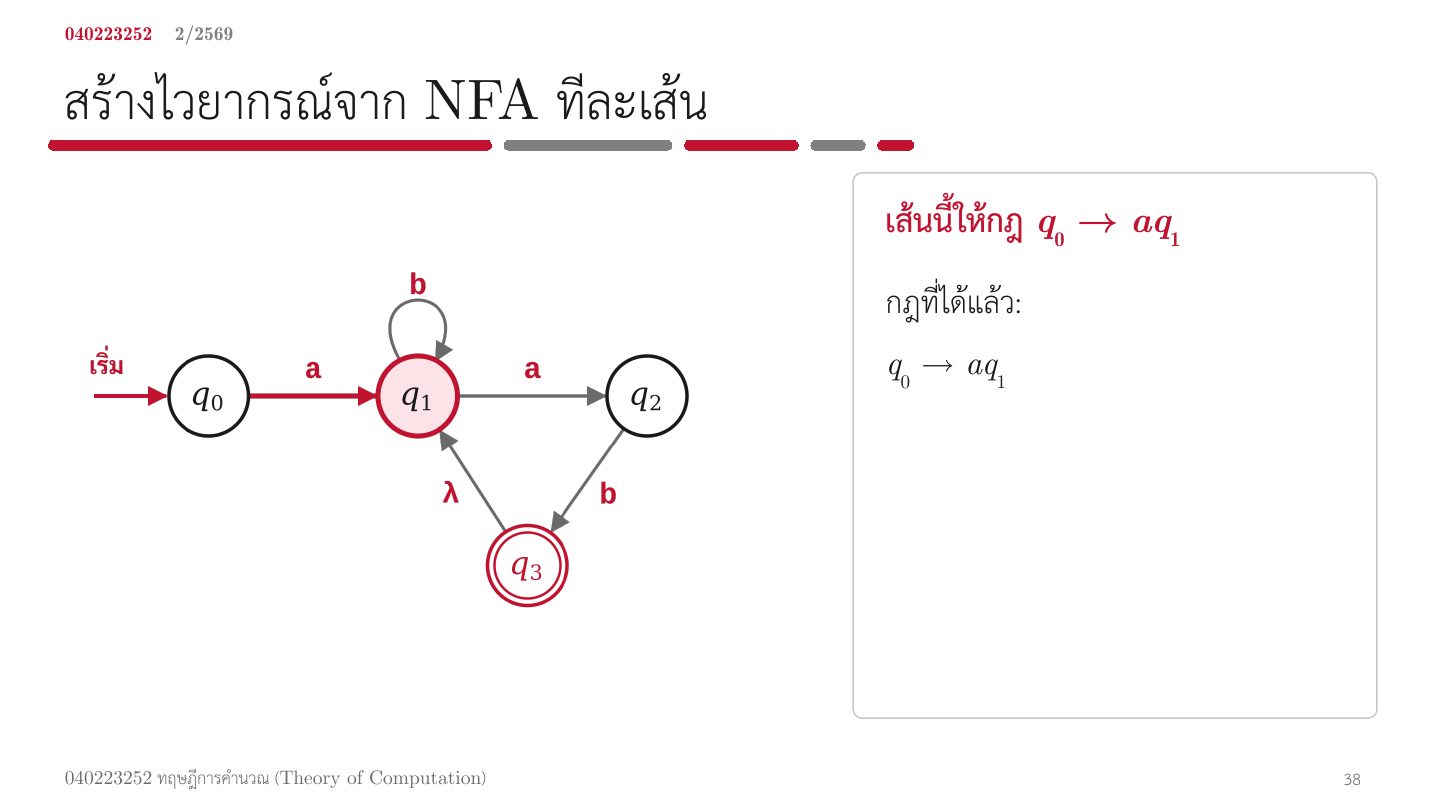 040223252 2/2569
สร้างไวยากรณ์จาก NFA ทีละเส้น
เส้นนี้ให้กฎ q₀ → aq₁
กฎที่ได้แล้ว:
q₀ → aq₁
b
เริ่ม
a
a
q₀
q₁
q₂
λ
b
q₃
040223252 ทฤษฎีการคำนวณ (Theory of Computation)
38